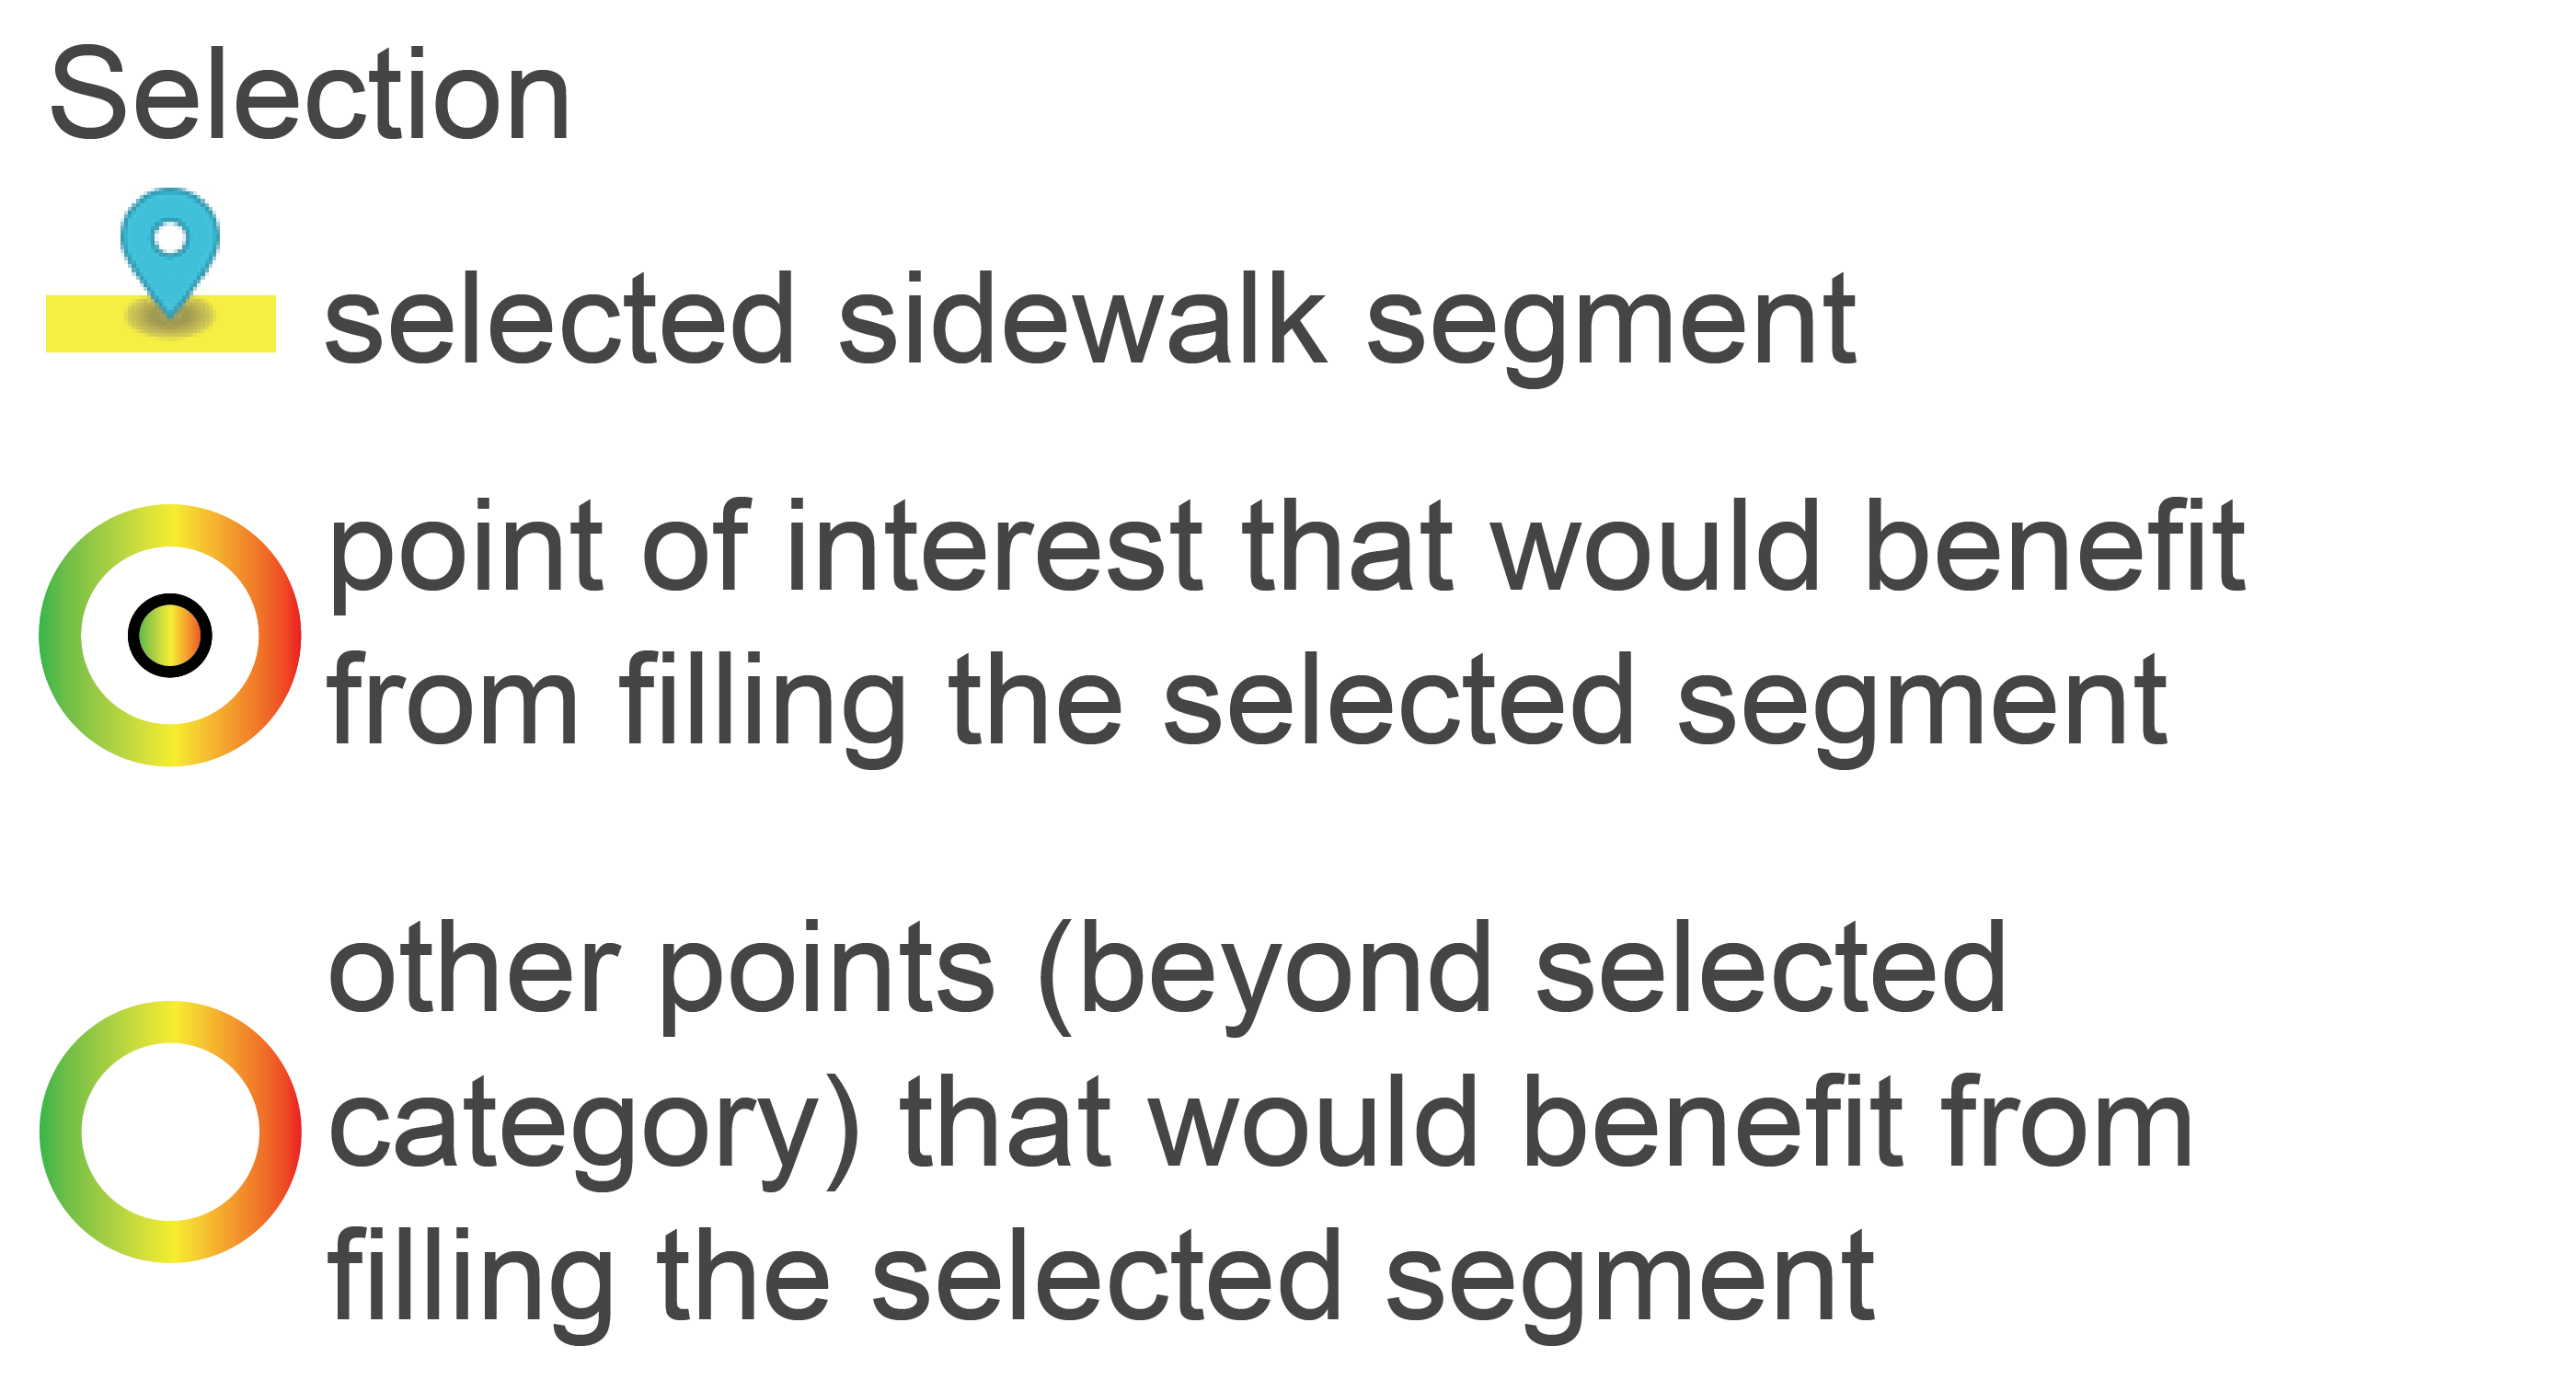 Selection
selected sidewalk segment
point of interest that would benefit
from filling the selected segment
other points (beyond selected
category) that would benefit from
filling the selected segment